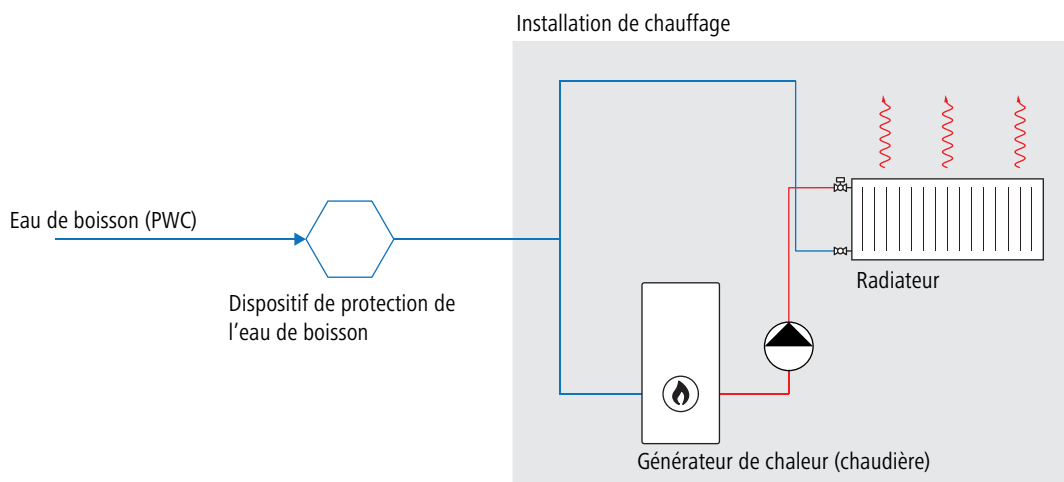 Installation de chauffage
Eau de boisson (PWC)
Dispositif de protection de
l’eau de boisson
Radiateur
Générateur de chaleur (chaudière)